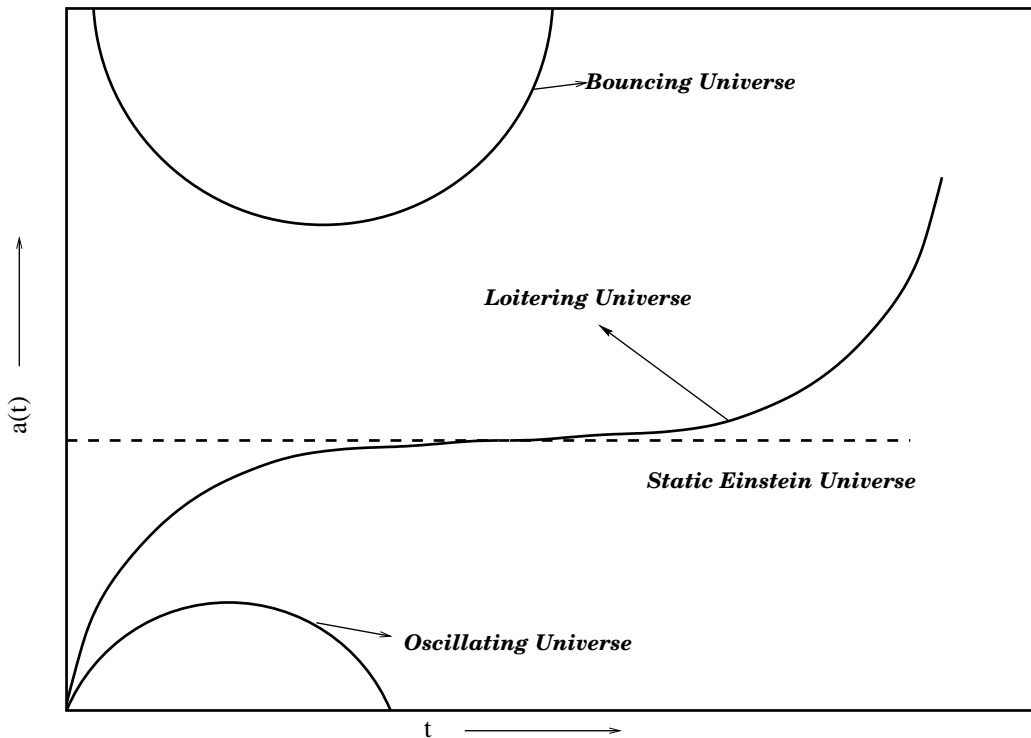 Bouncing Universe
Loitering Universe
a(t)
Static Einstein Universe
Oscillating Universe
t